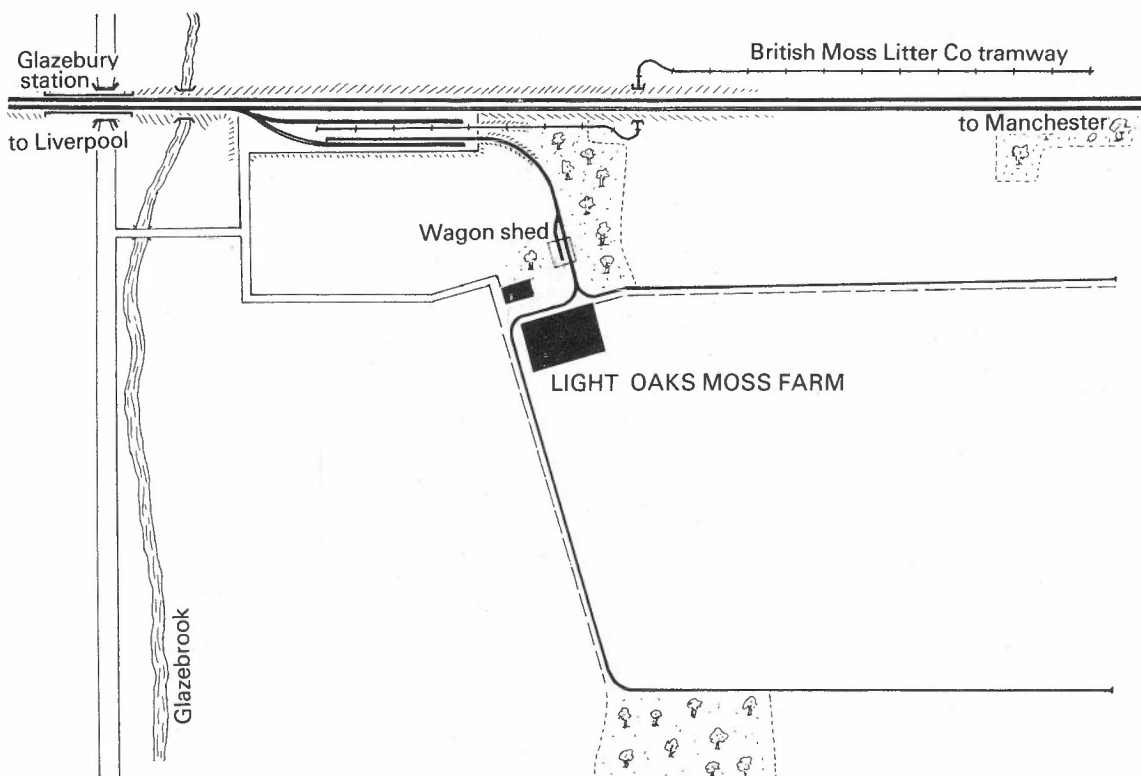 Glazebury
station
British Moss Litter Co tramway
to Liverpool
to Manchester
Wagon shed
LIGHT OAKS MOSS FARM
Glazebrook